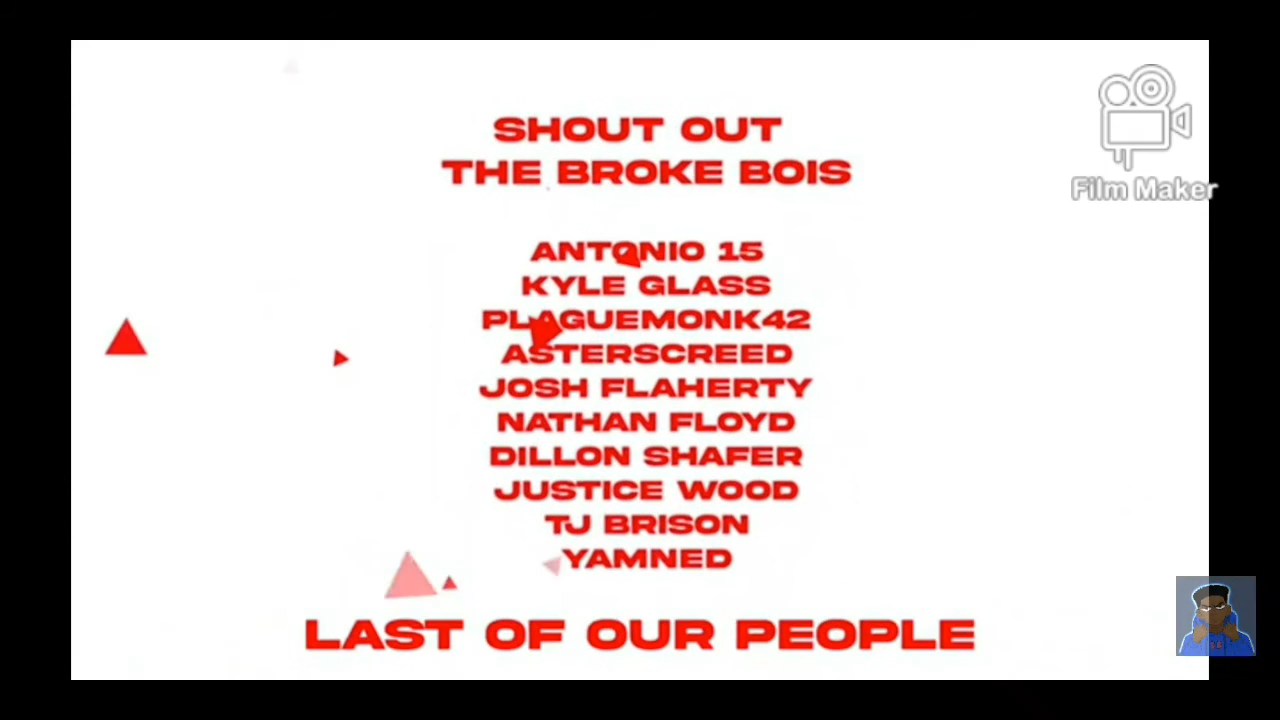 SHOUT OUT
THE BROKE BOIS
Film Maker
ANTONIO 15
KYLE GLASS
PLAGUEMONK42
ASTERSCREED
JOSH FLAHERTY
NATHAN FLOYD
DILLON SHAFER
JUSTICE WOOD
TJ BRISON
YAMNED
LAST OF OUR PEOPLE